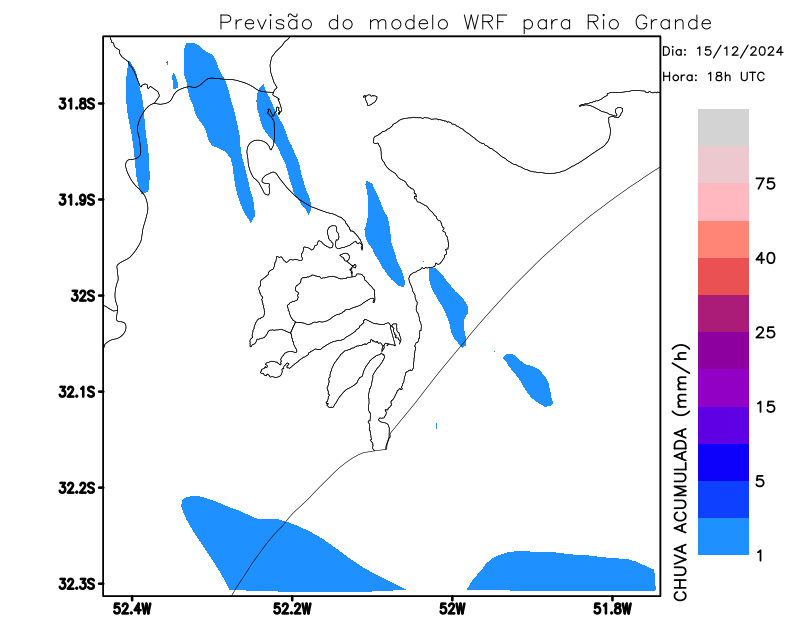 Previsão do modelo WRF para Rio Grande
Dia: 15/12/2024
Hora: 18h UTC
31.8S
31.9S
32S
32.1S
32.2S
32.3S
52.4W
52.2W
52W
51.8W
75
40
25
15
5
1
CHUVA ACUMULADA (mm/h)